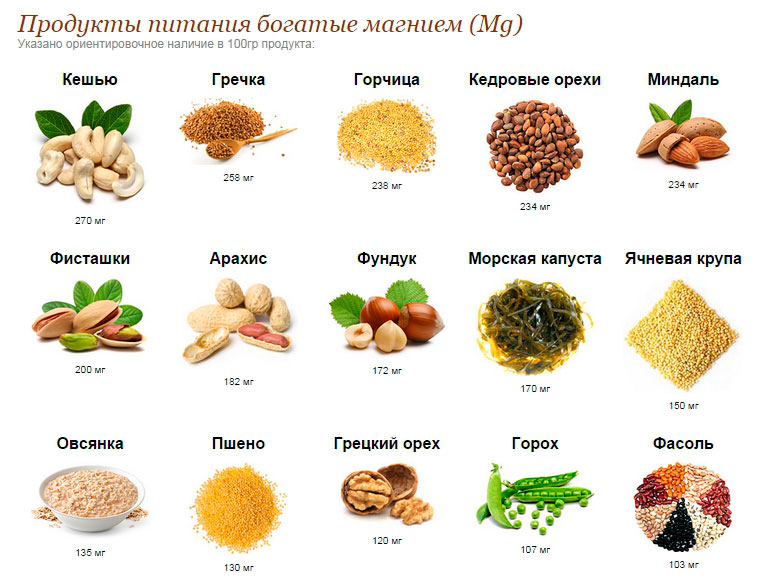 Продукты питания богатые магнием (Mg)
Указано ориентировочное наличие в 100гр продукта:
Кешью Гречка Горчица Кедровые орехи Миндаль
270 мг 258 мг 238 мг 234 мг 234 мг
Фисташки Арахис Фундук Морская капуста Ячневая крупа
200 мг 182 мг 172 мг 170 мг 150 мг
Овсянка Пшено Грецкий орех Горох Фасоль
135 мг 130 мг 120 мг 107 мг 103 мг